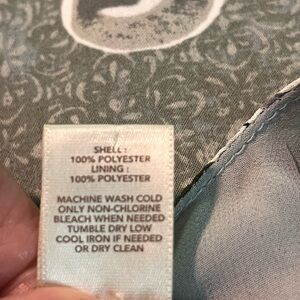 SHELL :
100% POLYESTER
LINING :
100% POLYESTER
MACHINE WASH COLD
ONLY NON-CHLORINE
BLEACH WHEN NEEDED
TUMBLE DRY LOW
COOL IRON IF NEEDED
OR DRY CLEAN